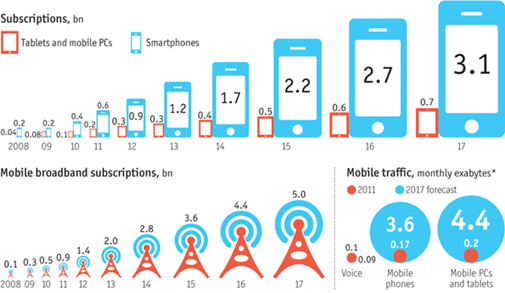 Subscriptions, bn
Tablets and mobile PCs
Smartphones
0.04 0.2 0.08 0.2 0.1 0.4 0.2 0.6 0.3 0.9 0.3 1.2 0.4 1.7 0.5 2.2 0.6 2.7 0.7 3.1
2008 09 10 11 12 13 14 15 16 17
Mobile broadband subscriptions, bn
0.1 0.3 0.5 0.9 1.4 2.0 2.8 3.6 4.4 5.0
2008 09 10 11 12 13 14 15 16 17
Mobile traffic, monthly exabytes*
2011 2017 forecast
0.1 0.09
Voice
3.6
0.17
Mobile
phones
4.4
0.2
Mobile PCs
and tablets